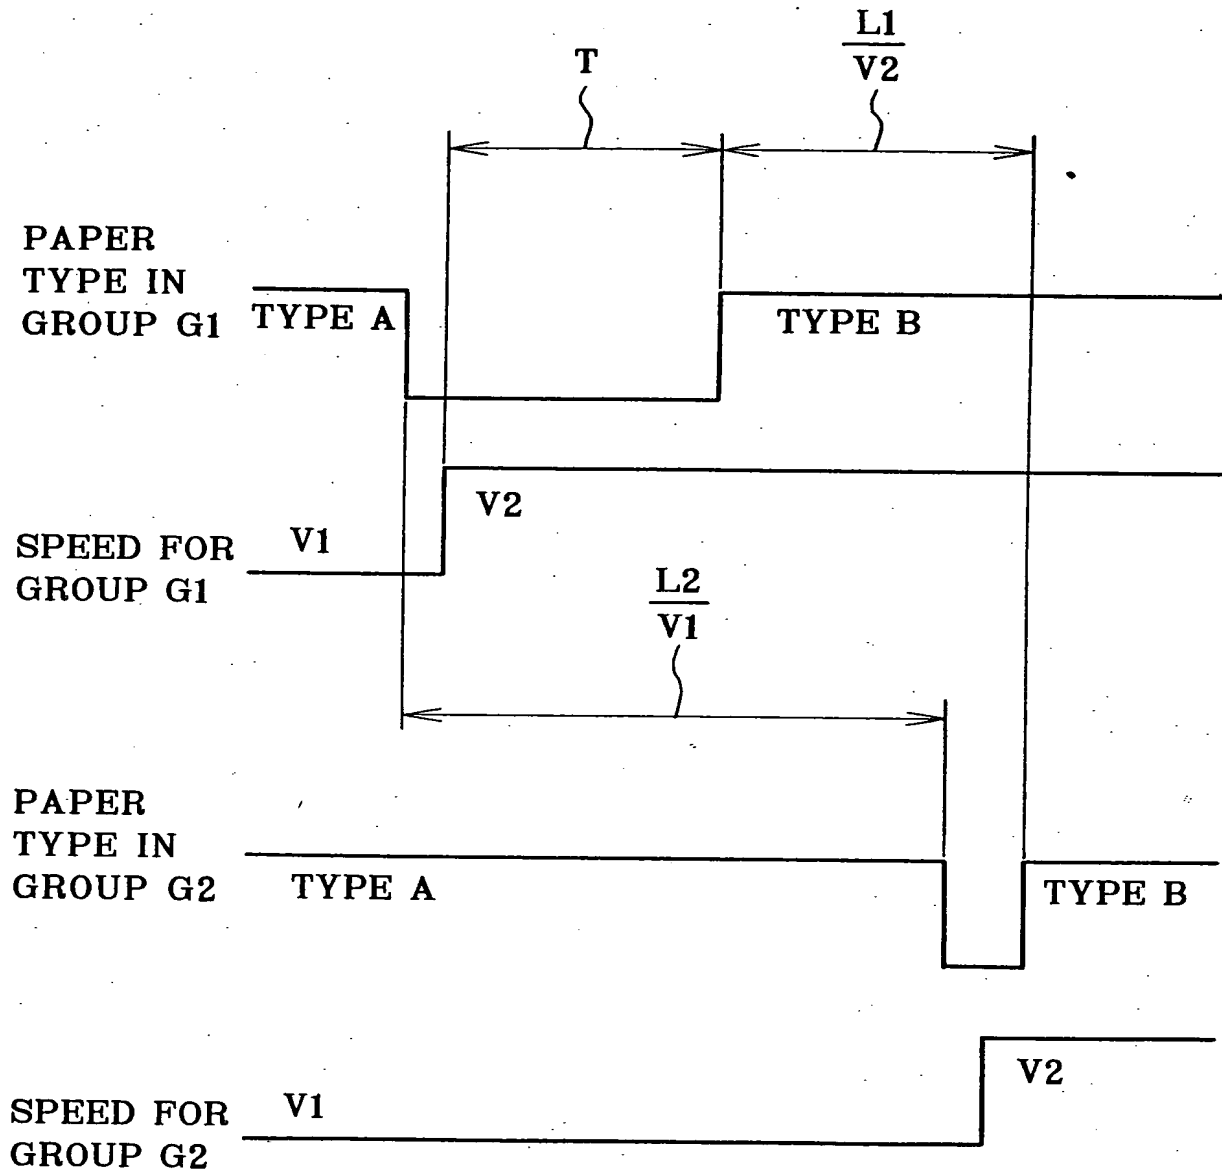 T
L1
V2
PAPER
TYPE IN
GROUP G1
TYPE A
TYPE B
V2
V1
SPEED FOR
GROUP G1
L2
V1
PAPER
TYPE IN
GROUP G2
TYPE A
TYPE B
V2
V1
SPEED FOR
GROUP G2